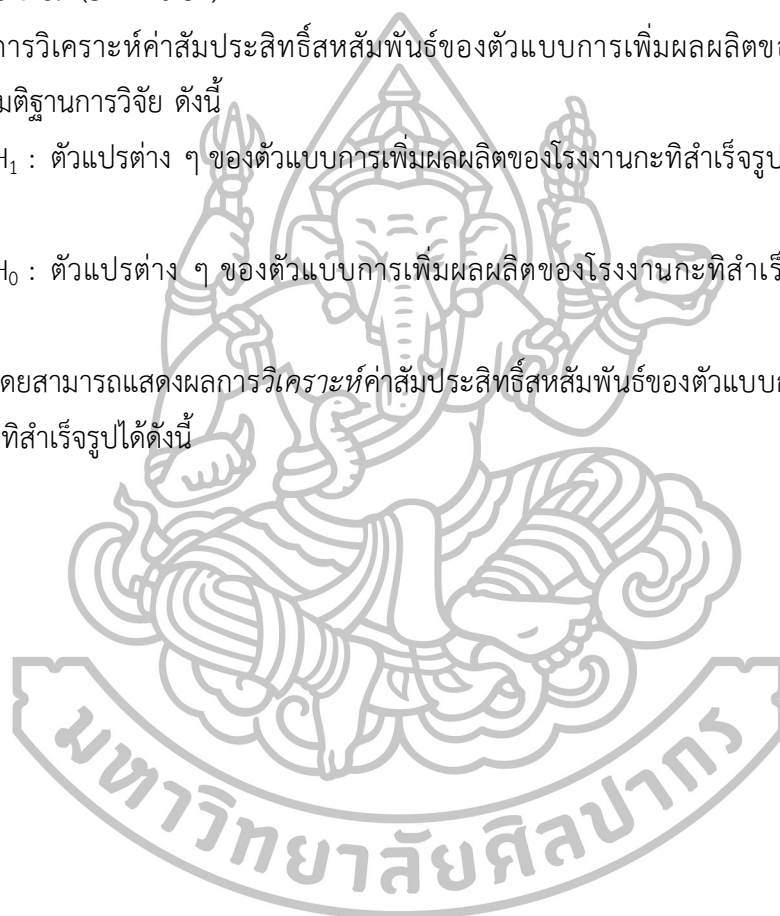 การวิเคราะห์ค่าสัมประสิทธิ์สหสัมพันธ์ของตัวแบบการเพิ่มผลผลิตขอ
มติฐานการวิจัย ดังนี้
H₁ : ตัวแปรต่าง ๆ ของตัวแบบการเพิ่มผลผลิตของโรงงานกะทิสำเร็จรูป
H₀ : ตัวแปรต่าง ๆ ของตัวแบบการเพิ่มผลผลิตของโรงงานกะทิสำเร็
ดยสามารถแสดงผลการวิเคราะห์ค่าสัมประสิทธิ์สหสัมพันธ์ของตัวแบบก
ทิสำเร็จรูปได้ดังนี้
มหาวิทยาลัยศิลปากร